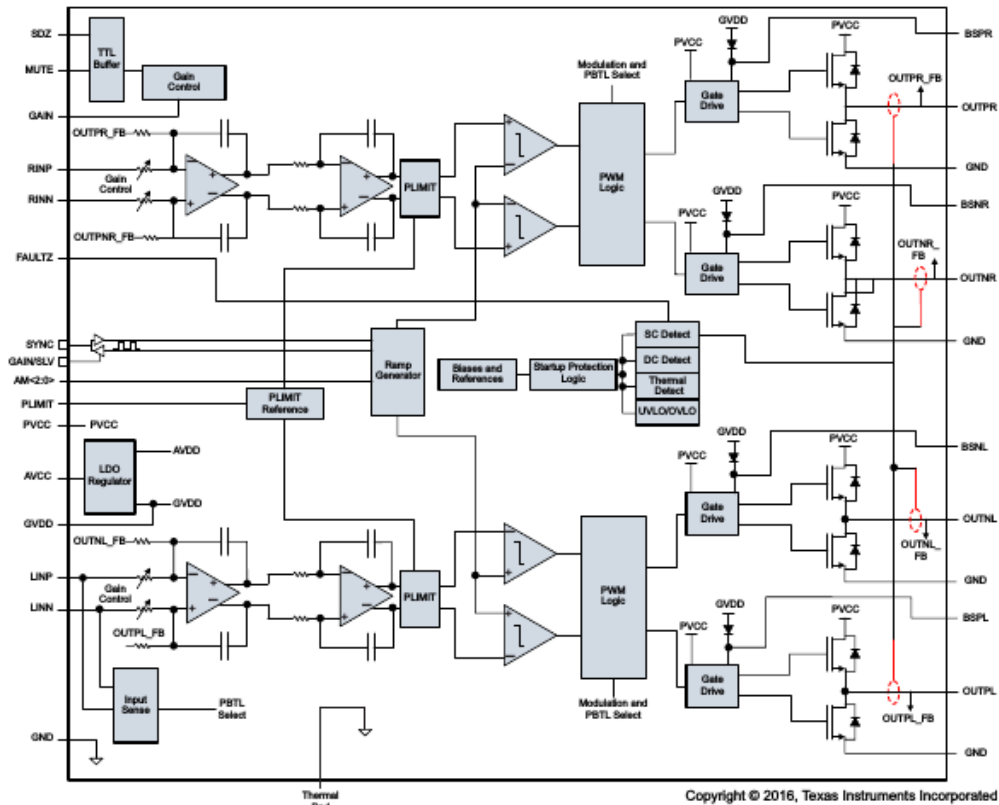 SDZ
TTL
Buffer
MUTE
Gain
Control
GAIN
OUTPR_FB
RINP
Gain
Control
RINN
OUTPNR_FB
FAULTZ
PLIMIT
Modulation and
PBTL Select
PWM
Logic
GVDD
PVCC
Gate
Drive
PVCC
BSPR
OUTPR_FB
OUTPR
GND
GVDD
PVCC
Gate
Drive
PVCC
BSNR
OUTNR_
FB
OUTNR
GND
SYNC
GAIN/SLV
AM<2:0>
PLIMIT
PVCC
PVCC
Ramp
Generator
PLIMIT
Reference
Biases and
References
Startup Protection
Logic
SC Detect
DC Detect
Thermal
Detect
UVLO/OVLO
AVCC
LDO
Regulator
AVDD
GVDD
GVDD
OUTNL_FB
LINP
Gain
Control
LINN
OUTPL_FB
Input
Sense
PBTL
Select
GND
PLIMIT
PWM
Logic
Modulation and
PBTL Select
GVDD
PVCC
Gate
Drive
PVCC
BSNL
OUTNL
OUTNL_
FB
GND
GVDD
PVCC
Gate
Drive
PVCC
BSPL
OUTPL
OUTPL_FB
GND
Thermal
Copyright © 2016, Texas Instruments Incorporated